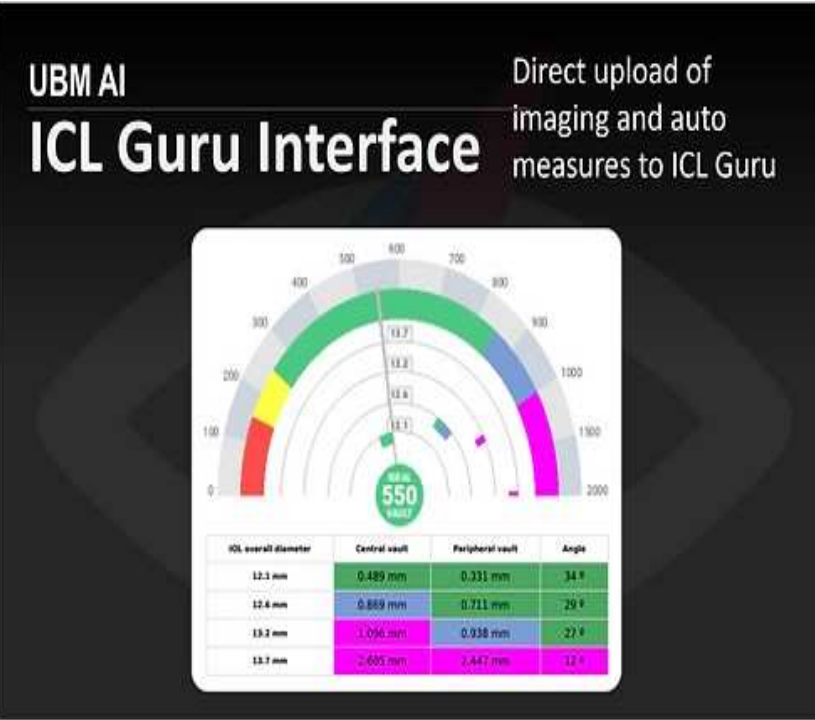 UBM AI
ICL Guru Interface
Direct upload of
imaging and auto
measures to ICL Guru
0
100
200
300
400
500
600
700
800
900
1000
1500
2000
13.7
13.2
12.6
12.1
IDEAL
550
VAULT
IOL overall diameter Central vault Peripheral vault Angle
12.1 mm 0.489 mm 0.331 mm 34 º
12.6 mm 0.869 mm 0.711 mm 29 º
13.2 mm 1.096 mm 0.938 mm 27 º
13.7 mm 2.605 mm 2.447 mm 12 º